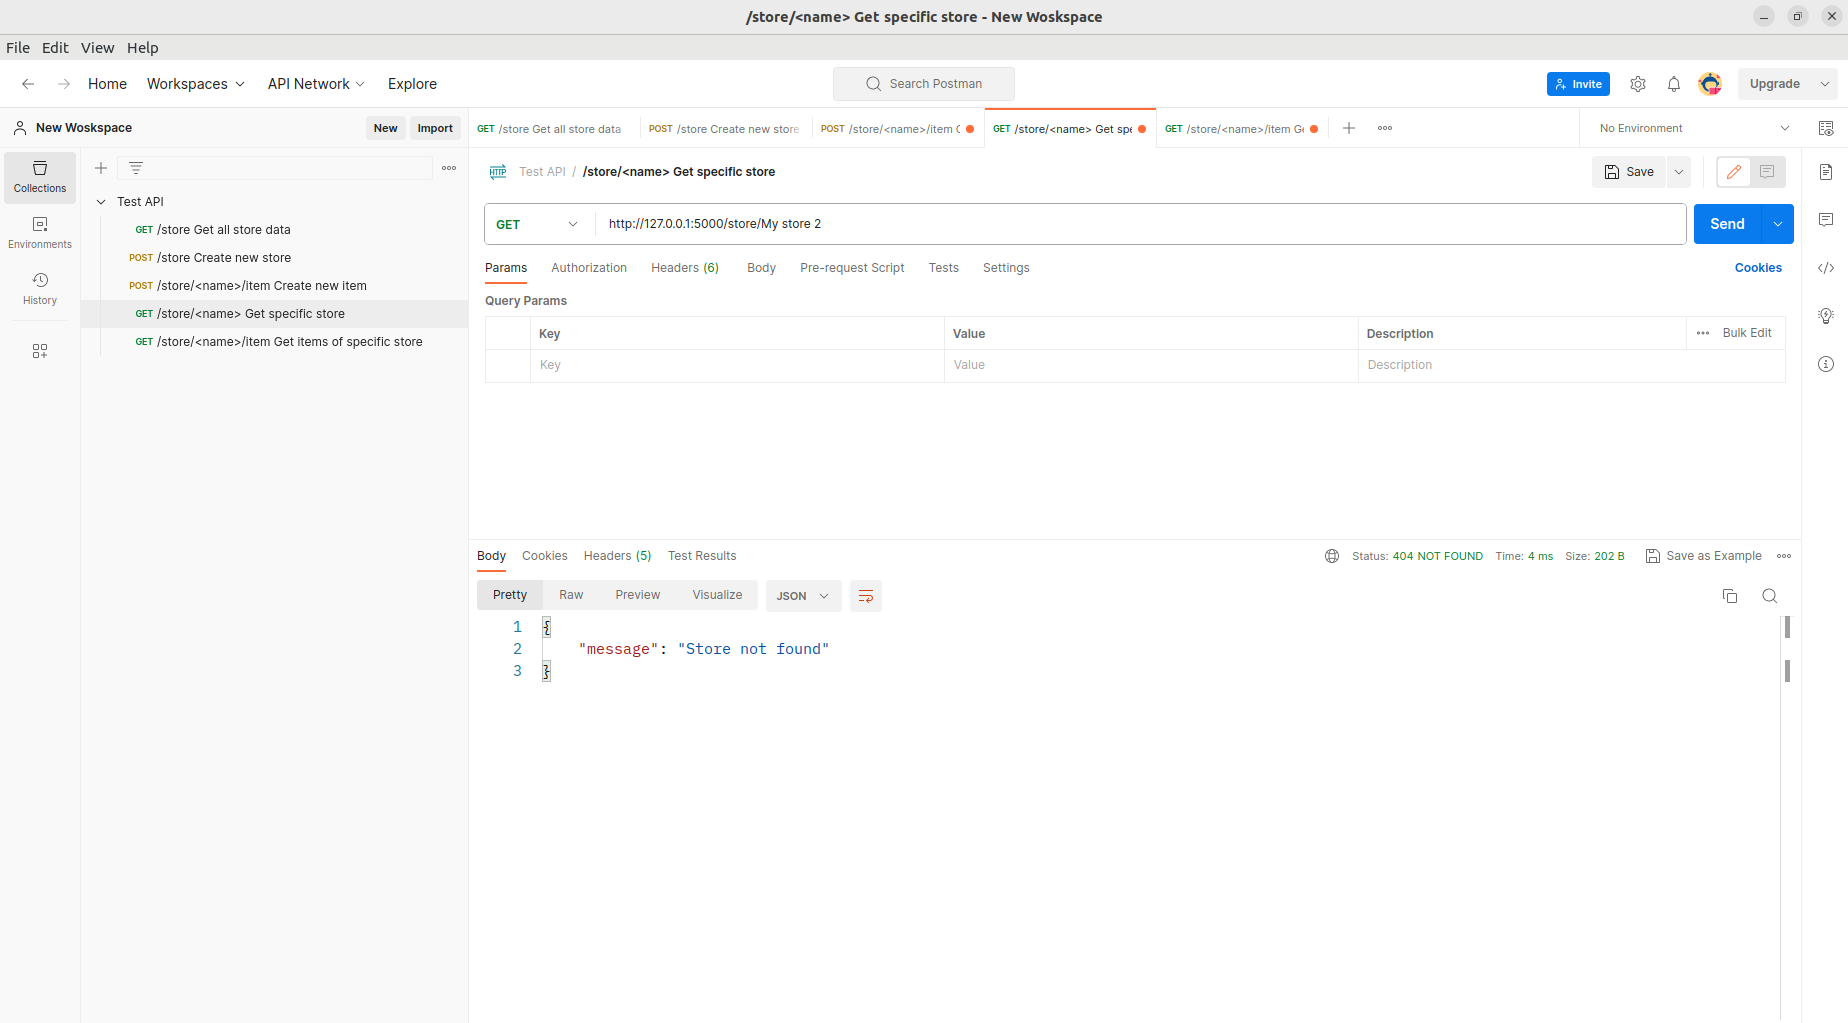 /store/<name> Get specific store - New Woskspace
File Edit View Help
Home Workspaces API Network Explore
Search Postman
Invite
Upgrade
New Woskspace
New Import
GET /store Get all store data
POST /store Create new store
POST /store/<name>/item C
GET /store/<name> Get spe
GET /store/<name>/item Ge
No Environment
Collections
Environments
History
Test API
GET /store Get all store data
POST /store Create new store
POST /store/<name>/item Create new item
GET /store/<name> Get specific store
GET /store/<name>/item Get items of specific store
HTTP Test API / /store/<name> Get specific store
Save
GET http://127.0.0.1:5000/store/My store 2
Send
Params Authorization Headers (6) Body Pre-request Script Tests Settings
Cookies
Query Params
Key Value Description Bulk Edit
Key Value Description
Body Cookies Headers (5) Test Results
Status: 404 NOT FOUND Time: 4 ms Size: 202 B Save as Example
Pretty Raw Preview Visualize JSON
1 {
2 "message": "Store not found"
3 }